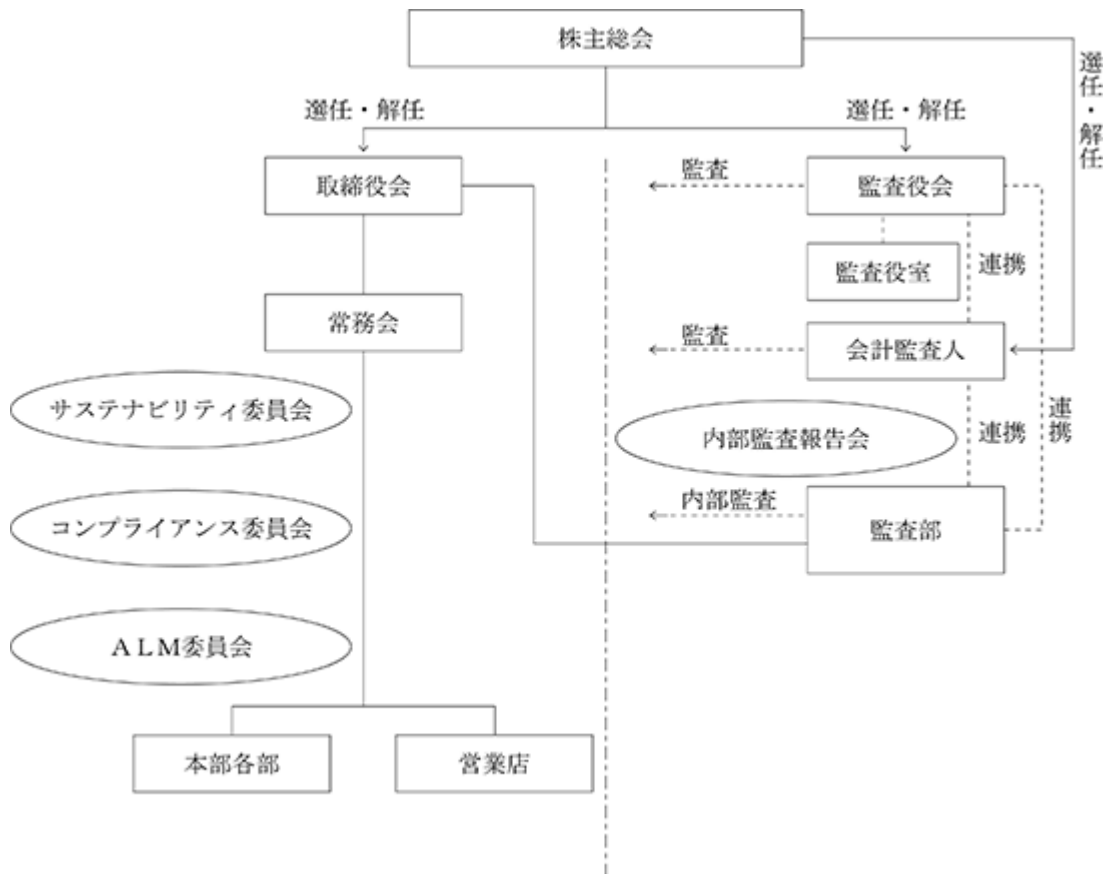 株主総会
選任・解任
選任・解任
選任・解任
取締役会
監査
監査役会
監査役室
連携
常務会
監査
会計監査人
サステナビリティ委員会
内部監査報告会
連携
連携
コンプライアンス委員会
内部監査
監査部
ALM委員会
本部各部
営業店